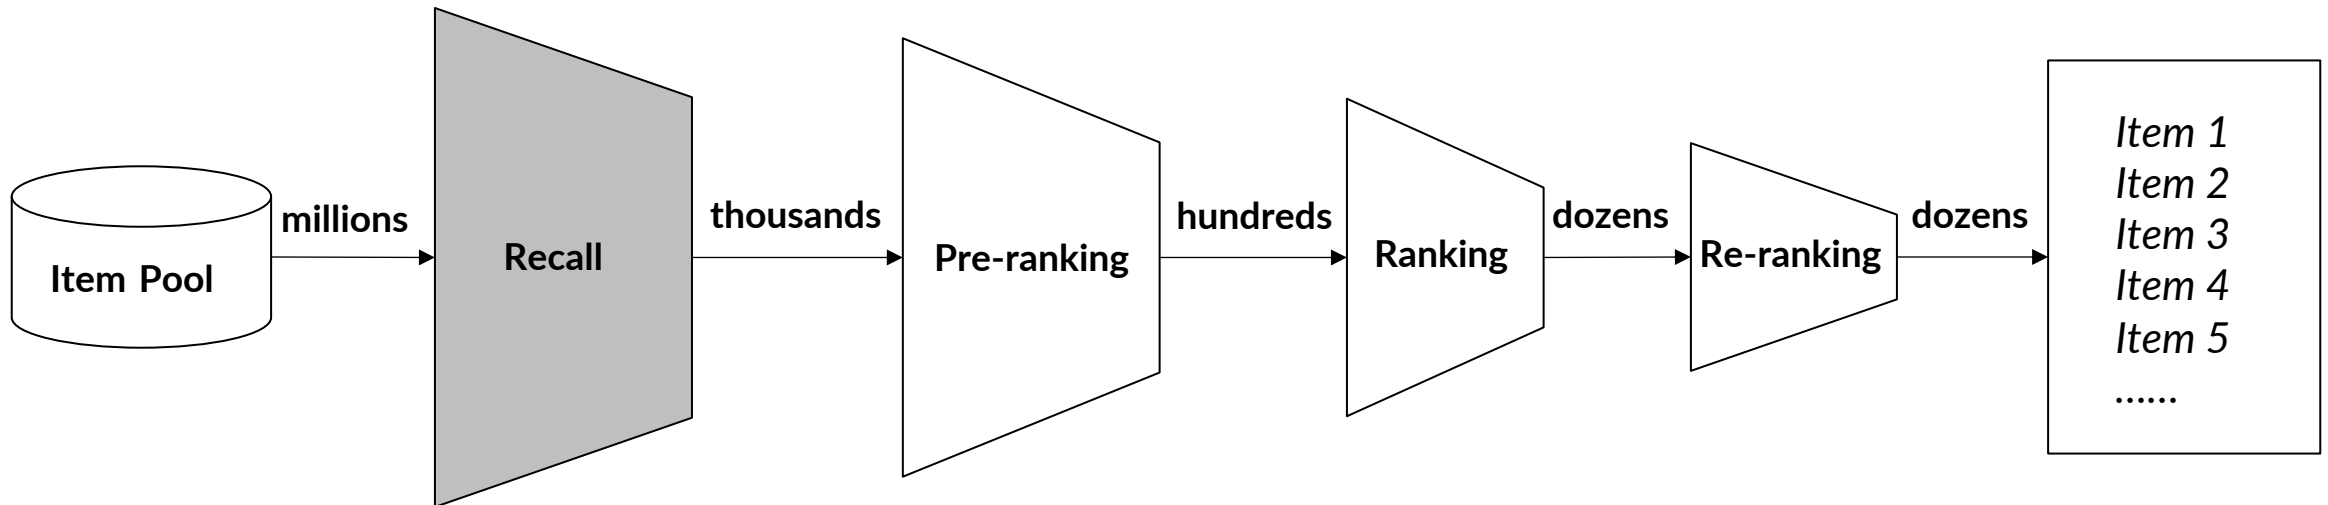 Item Pool
millions
Recall
thousands
Pre-ranking
hundreds
Ranking
dozens
Re-ranking
dozens
Item 1
Item 2
Item 3
Item 4
Item 5
......